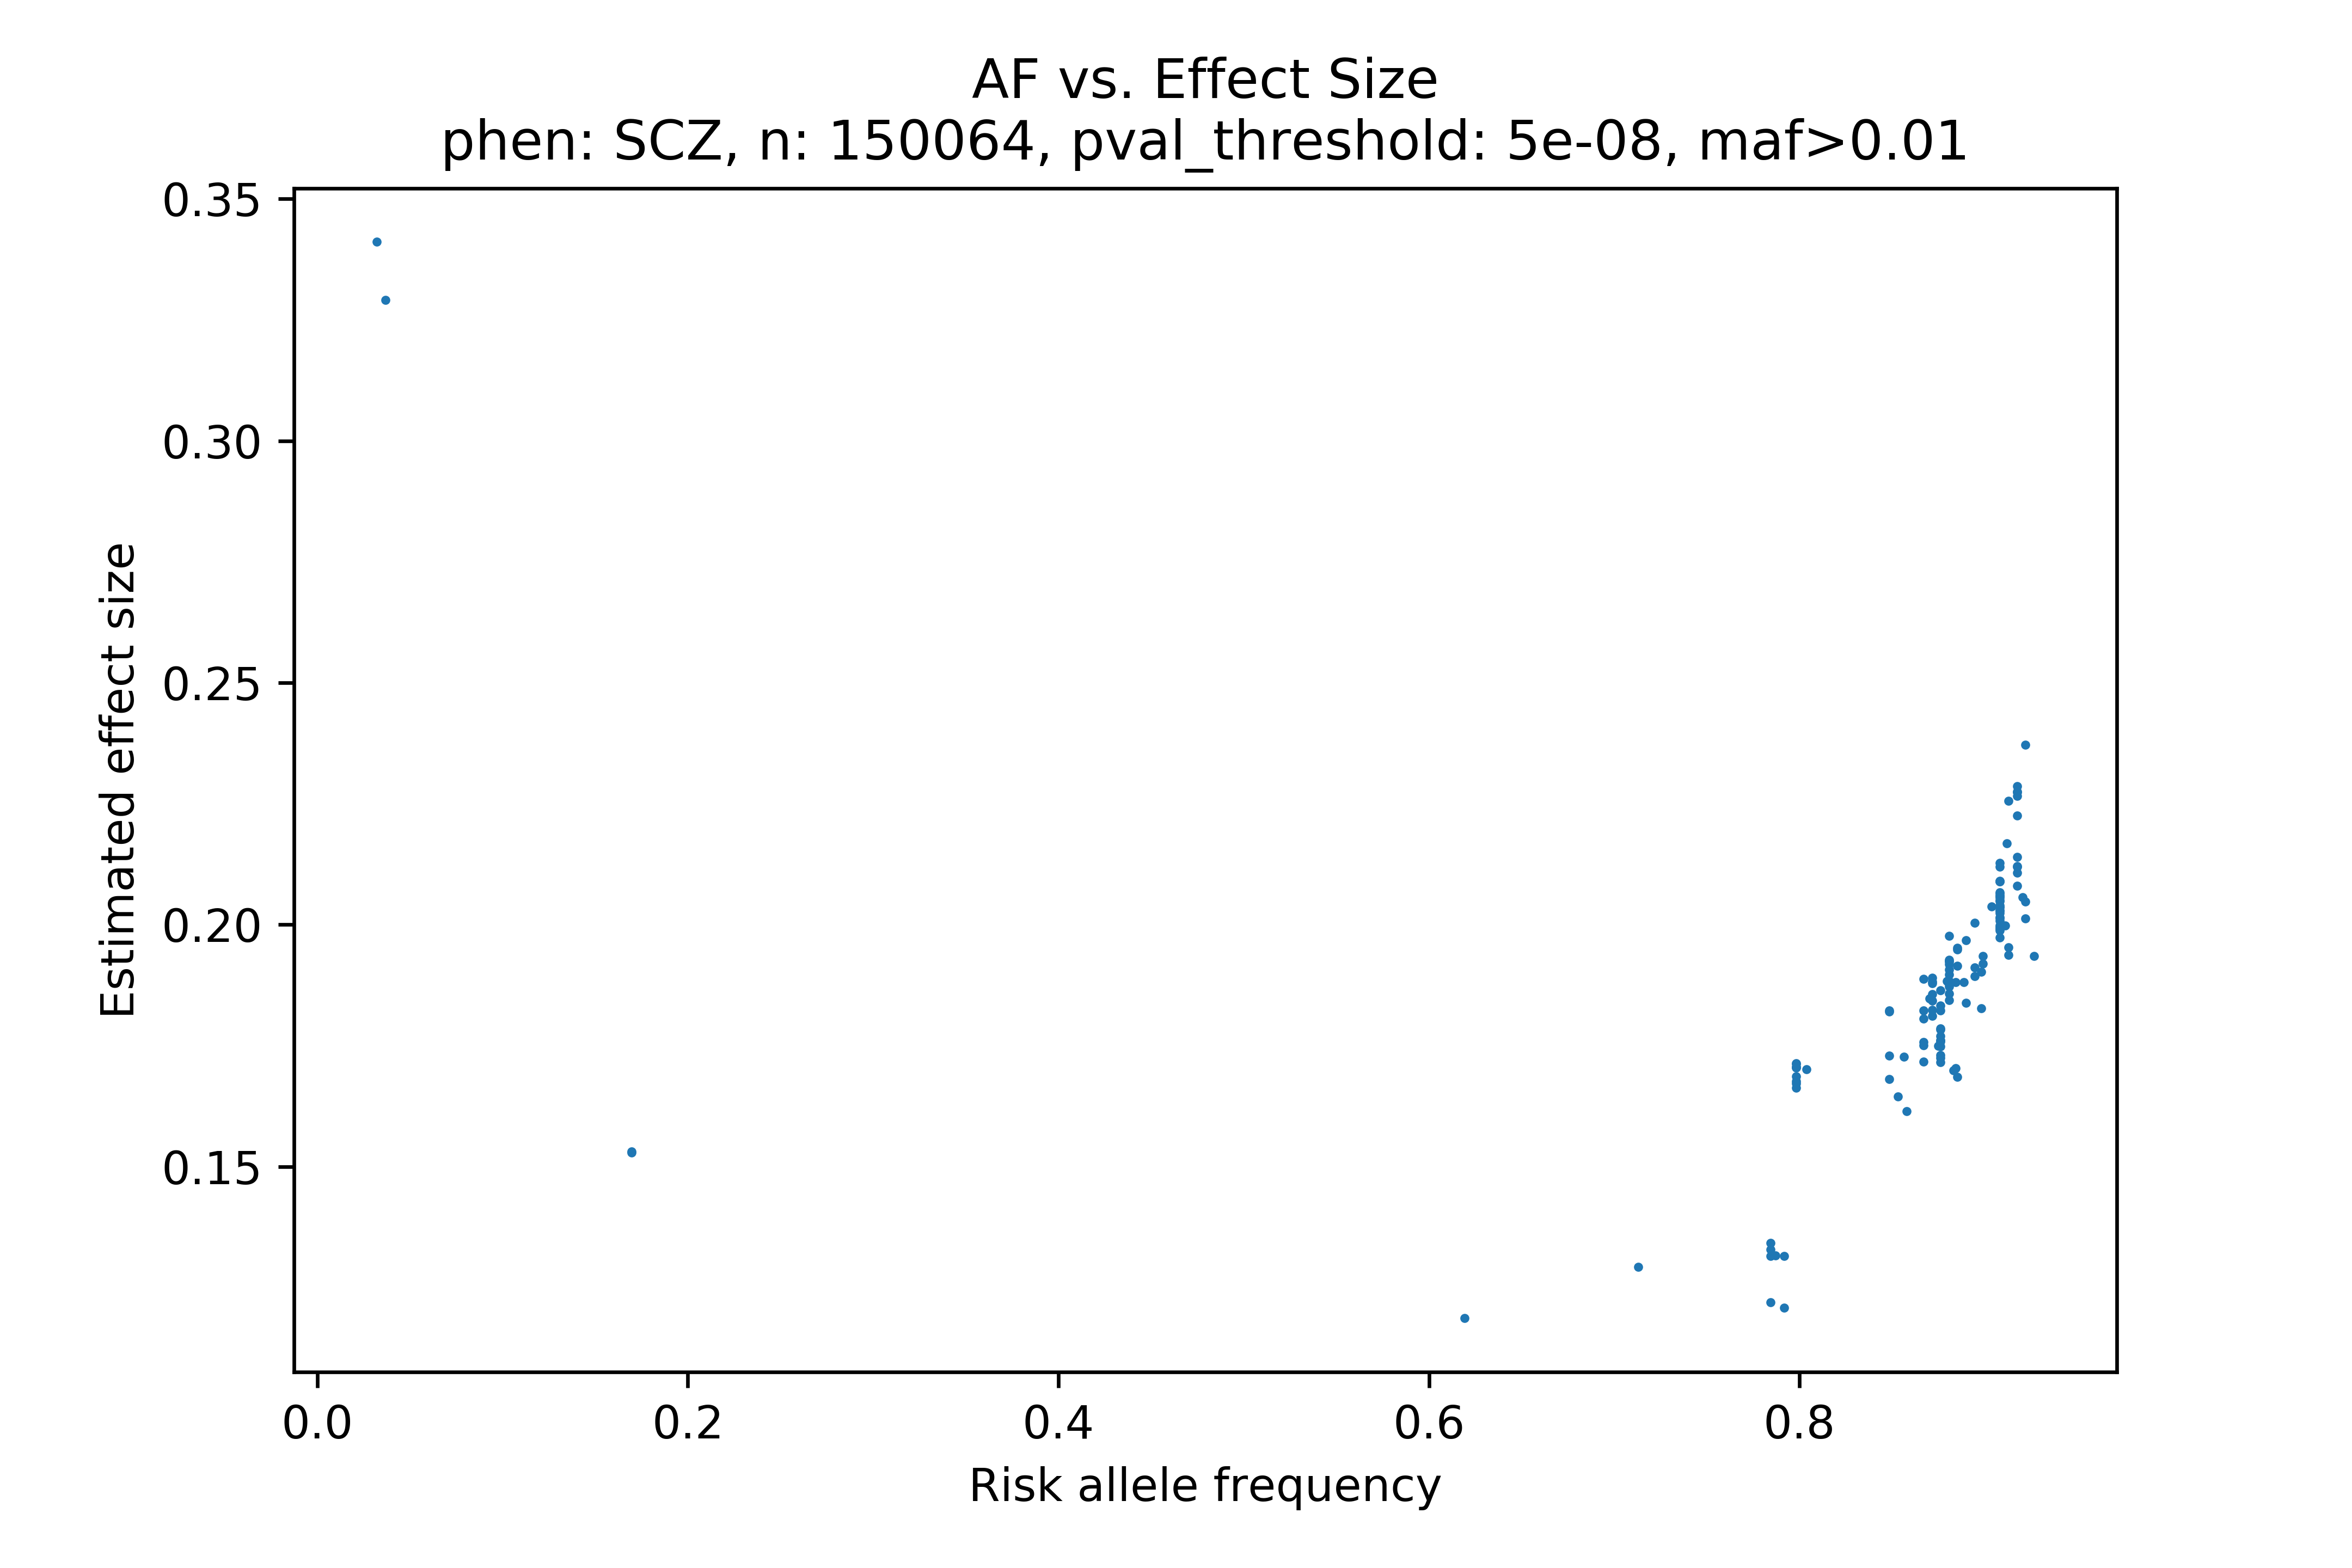 AF vs. Effect Size
phen: SCZ, n: 150064, pval_threshold: 5e-08, maf>0.01
0.35
0.30
0.25
0.20
0.15
Estimated effect size
0.0 0.2 0.4 0.6 0.8
Risk allele frequency